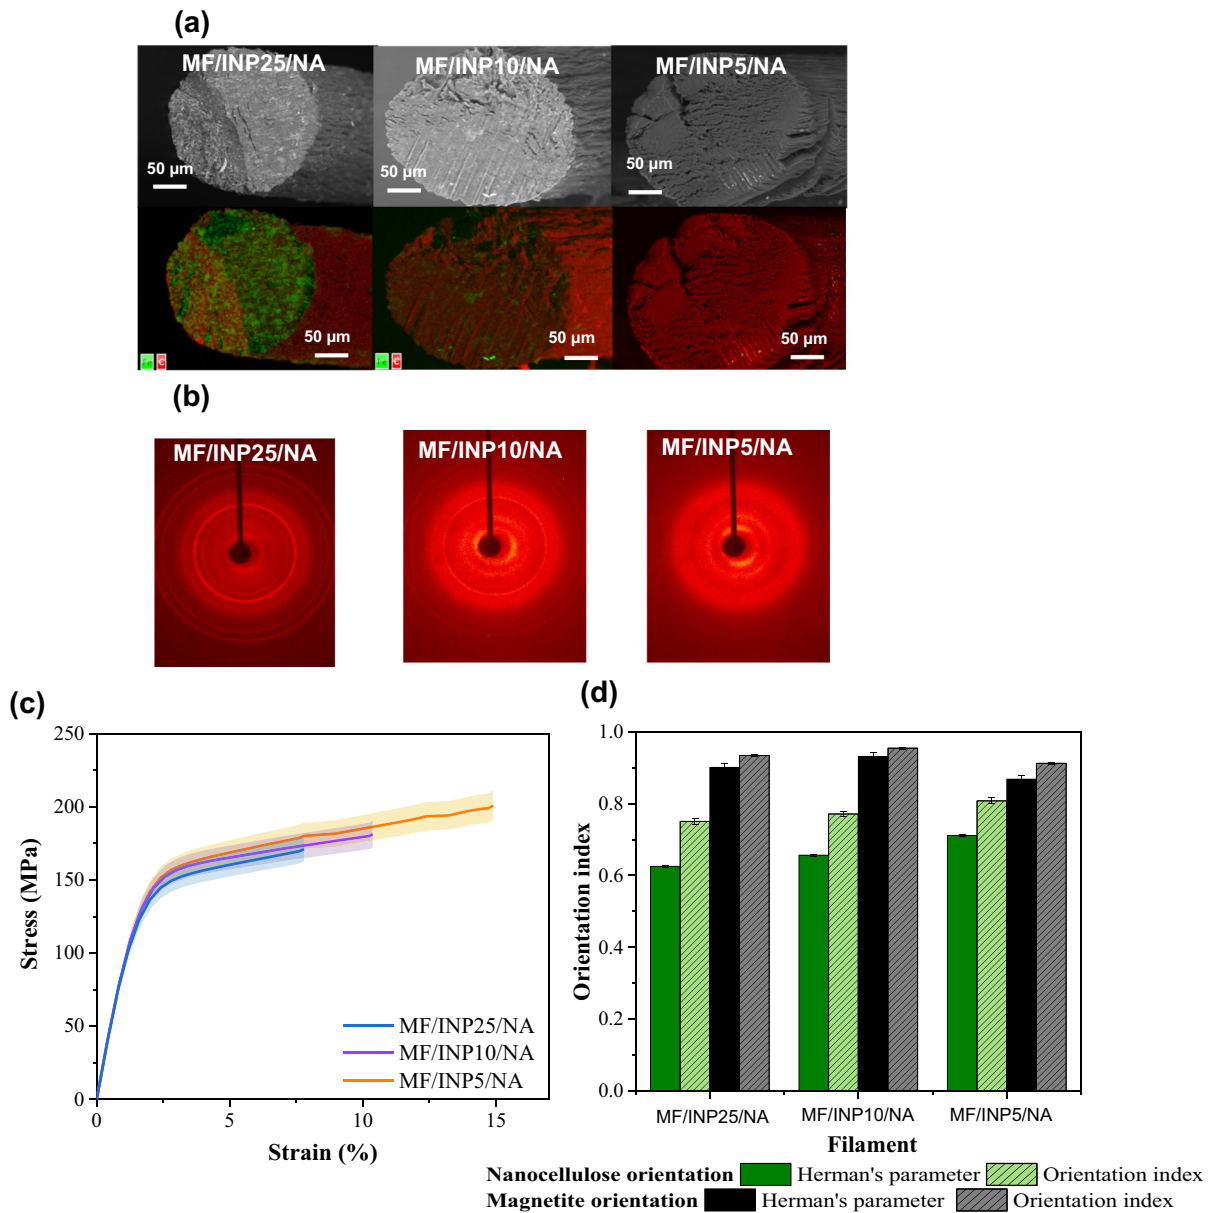 (a)
MF/INP25/NA MF/INP10/NA MF/INP5/NA
50 µm 50 µm 50 µm
50 µm 50 µm 50 µm
Fe C Fe C
(b)
MF/INP25/NA MF/INP10/NA MF/INP5/NA
(c)
250
200
150
100
50
0
Stress (MPa)
0 5 10 15
Strain (%)
MF/INP25/NA
MF/INP10/NA
MF/INP5/NA
(d)
1.0
0.8
0.6
0.4
0.2
0.0
Orientation index
MF/INP25/NA MF/INP10/NA MF/INP5/NA
Filament
Nanocellulose orientation Herman's parameter Orientation index
Magnetite orientation Herman's parameter Orientation index